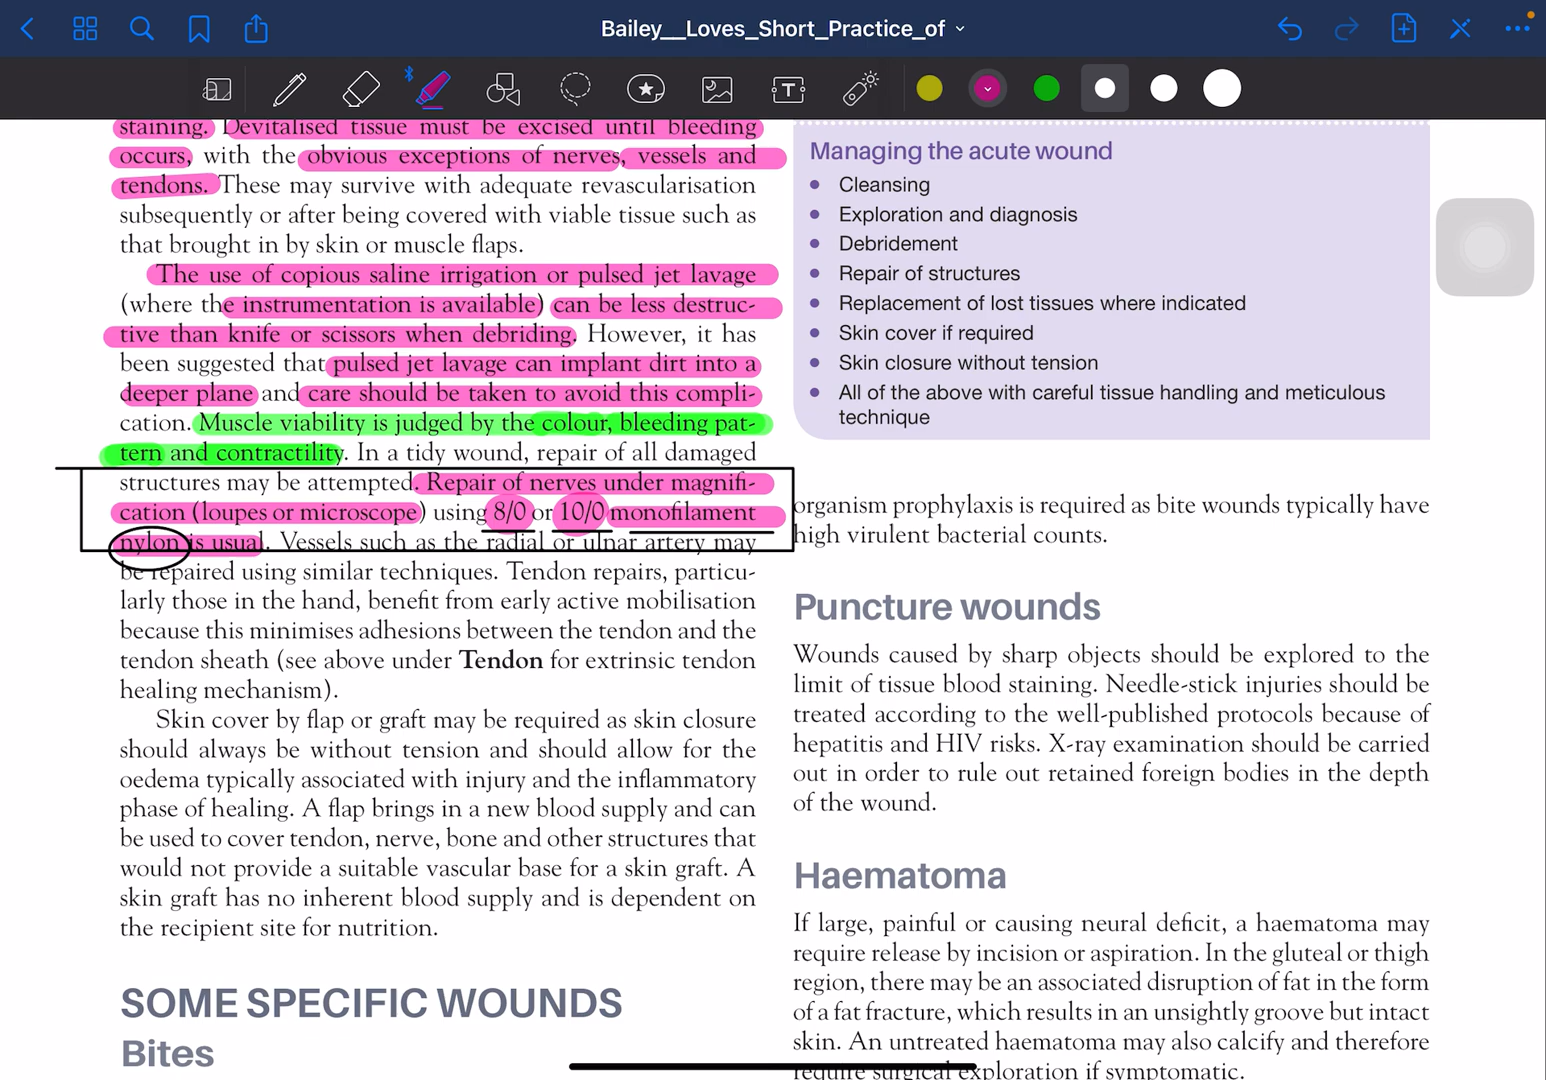 Bailey__Loves_Short_Practice_of
staining. Devitalised tissue must be excised until bleeding
occurs, with the obvious exceptions of nerves, vessels and
tendons. These may survive with adequate revascularisation
subsequently or after being covered with viable tissue such as
that brought in by skin or muscle flaps.
The use of copious saline irrigation or pulsed jet lavage
(where the instrumentation is available) can be less destruc-
tive than knife or scissors when debriding. However, it has
been suggested that pulsed jet lavage can implant dirt into a
deeper plane and care should be taken to avoid this compli-
cation. Muscle viability is judged by the colour, bleeding pat-
tern and contractility. In a tidy wound, repair of all damaged
structures may be attempted. Repair of nerves under magnifi-
cation (loupes or microscope) using 8/0 or 10/0 monofilament
nylon is usual. Vessels such as the radial or ulnar artery may
be repaired using similar techniques. Tendon repairs, particu-
larly those in the hand, benefit from early active mobilisation
because this minimises adhesions between the tendon and the
tendon sheath (see above under Tendon for extrinsic tendon
healing mechanism).
Skin cover by flap or graft may be required as skin closure
should always be without tension and should allow for the
oedema typically associated with injury and the inflammatory
phase of healing. A flap brings in a new blood supply and can
be used to cover tendon, nerve, bone and other structures that
would not provide a suitable vascular base for a skin graft. A
skin graft has no inherent blood supply and is dependent on
the recipient site for nutrition.
SOME SPECIFIC WOUNDS
Bites
Managing the acute wound
• Cleansing
• Exploration and diagnosis
• Debridement
• Repair of structures
• Replacement of lost tissues where indicated
• Skin cover if required
• Skin closure without tension
• All of the above with careful tissue handling and meticulous
technique
organism prophylaxis is required as bite wounds typically have
high virulent bacterial counts.
Puncture wounds
Wounds caused by sharp objects should be explored to the
limit of tissue blood staining. Needle-stick injuries should be
treated according to the well-published protocols because of
hepatitis and HIV risks. X-ray examination should be carried
out in order to rule out retained foreign bodies in the depth
of the wound.
Haematoma
If large, painful or causing neural deficit, a haematoma may
require release by incision or aspiration. In the gluteal or thigh
region, there may be an associated disruption of fat in the form
of a fat fracture, which results in an unsightly groove but intact
skin. An untreated haematoma may also calcify and therefore
require surgical exploration if symptomatic.